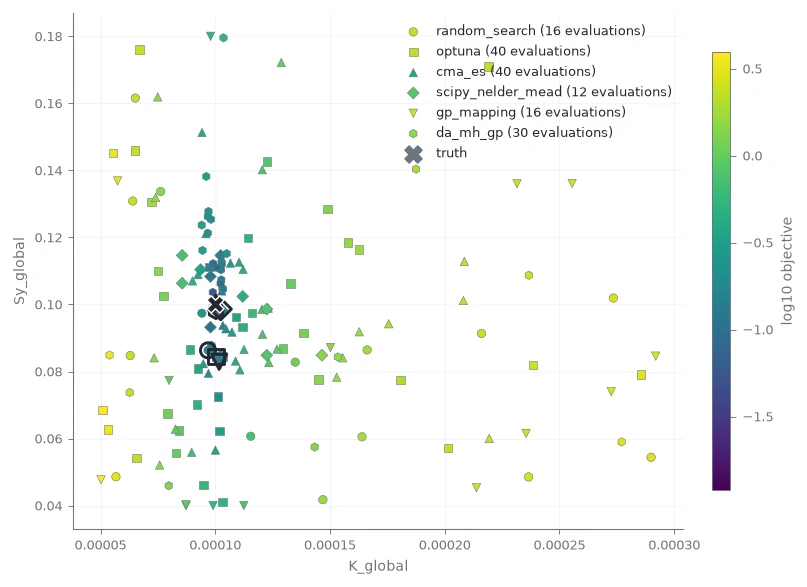 0.18
0.16
0.14
0.12
0.10
0.08
0.06
0.04
Sy_global
0.00005
0.00010
0.00015
0.00020
0.00025
0.00030
K_global
random_search (16 evaluations)
optuna (40 evaluations)
cma_es (40 evaluations)
scipy_nelder_mead (12 evaluations)
gp_mapping (16 evaluations)
da_mh_gp (30 evaluations)
truth
0.5
0.0
−0.5
−1.0
−1.5
log10 objective